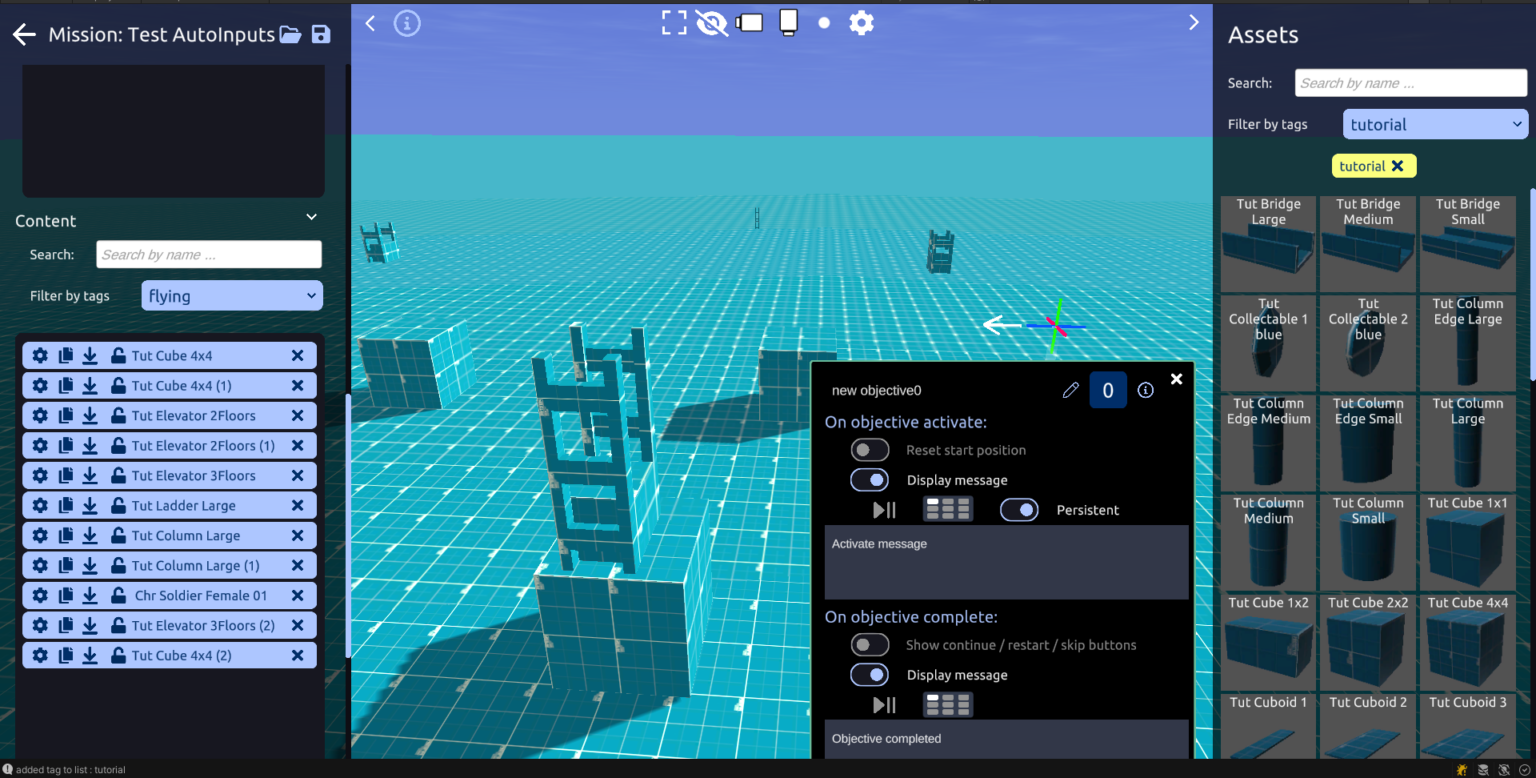 Mission: Test AutoInputs
Content
Search:
Search by name ...
Filter by tags
flying
Tut Cube 4x4
Tut Cube 4x4 (1)
Tut Elevator 2Floors
Tut Elevator 2Floors (1)
Tut Elevator 3Floors
Tut Ladder Large
Tut Column Large
Tut Column Large (1)
Chr Soldier Female 01
Tut Elevator 3Floors (2)
Tut Cube 4x4 (2)
new objective0
0
On objective activate:
Reset start position
Display message
Persistent
Activate message
On objective complete:
Show continue / restart / skip buttons
Display message
Objective completed
Assets
Search:
Search by name ...
Filter by tags
tutorial
tutorial
Tut Bridge
Large
Tut Bridge
Medium
Tut Bridge
Small
Tut
Collectable 1
blue
Tut
Collectable 2
blue
Tut Column
Edge Large
Tut Column
Edge Medium
Tut Column
Edge Small
Tut Column
Large
Tut Column
Medium
Tut Column
Small
Tut Cube 1x1
Tut Cube 1x2
Tut Cube 2x2
Tut Cube 4x4
Tut Cuboid 1
Tut Cuboid 2
Tut Cuboid 3
added tag to list : tutorial